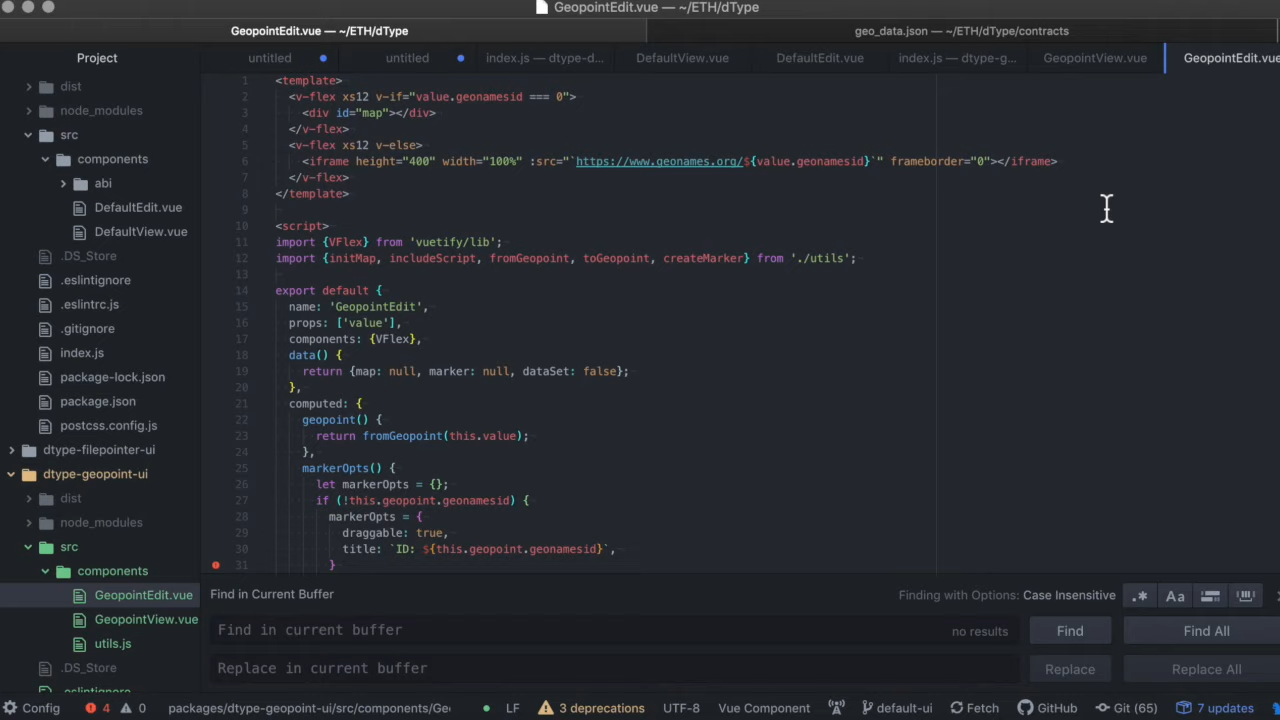 GeopointEdit.vue — ~/ETH/dType
GeopointEdit.vue — ~/ETH/dType
geo_data.json — ~/ETH/dType/contracts
Project
untitled
untitled
index.js — dtype-d...
DefaultView.vue
DefaultEdit.vue
index.js — dtype-g...
GeopointView.vue
GeopointEdit.vue
dist
node_modules
src
components
abi
DefaultEdit.vue
DefaultView.vue
.DS_Store
.eslintignore
.eslintrc.js
.gitignore
index.js
package-lock.json
package.json
postcss.config.js
dtype-filepointer-ui
dtype-geopoint-ui
dist
node_modules
src
components
GeopointEdit.vue
GeopointView.vue
utils.js
.DS_Store
.eslintignore
1 <template>
2 <v-flex xs12 v-if="value.geonamesid === 0">
3 <div id="map"></div>
4 </v-flex>
5 <v-flex xs12 v-else>
6 <iframe height="400" width="100%" :src="`https://www.geonames.org/${value.geonamesid}`" frameborder="0"></iframe>
7 </v-flex>
8 </template>
9
10 <script>
11 import {VFlex} from 'vuetify/lib';
12 import {initMap, includeScript, fromGeopoint, toGeopoint, createMarker} from './utils';
13
14 export default {
15 name: 'GeopointEdit',
16 props: ['value'],
17 components: {VFlex},
18 data() {
19 return {map: null, marker: null, dataSet: false};
20 },
21 computed: {
22 geopoint() {
23 return fromGeopoint(this.value);
24 },
25 markerOpts() {
26 let markerOpts = {};
27 if (!this.geopoint.geonamesid) {
28 markerOpts = {
29 draggable: true,
30 title: `ID: ${this.geopoint.geonamesid}`,
31 }
Find in Current Buffer
Finding with Options: Case Insensitive
.* Aa
Find in current buffer
no results
Find
Find All
Replace in current buffer
Replace
Replace All
Config
4
0
packages/dtype-geopoint-ui/src/components/Ge
LF
3 deprecations
UTF-8
Vue Component
default-ui
Fetch
GitHub
Git (65)
7 updates